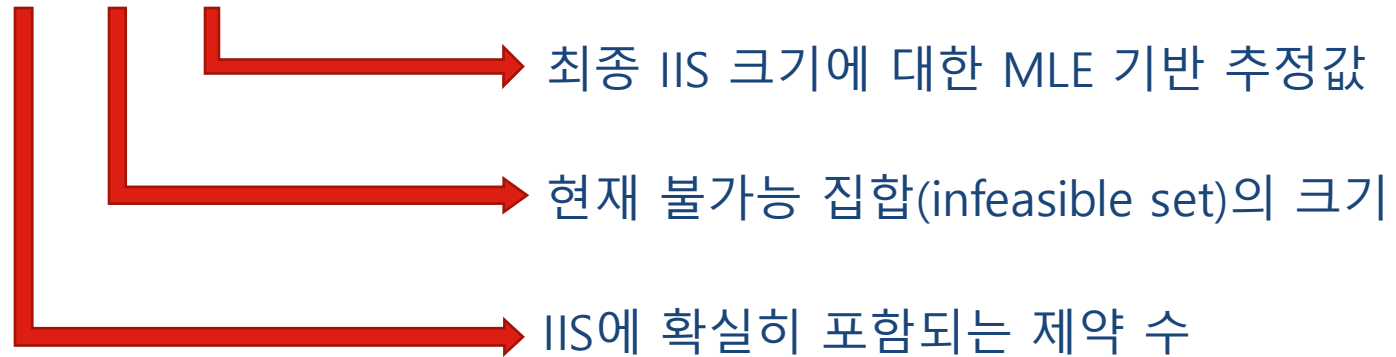 최종 IIS 크기에 대한 MLE 기반 추정값
현재 불가능 집합(infeasible set)의 크기
IIS에 확실히 포함되는 제약 수